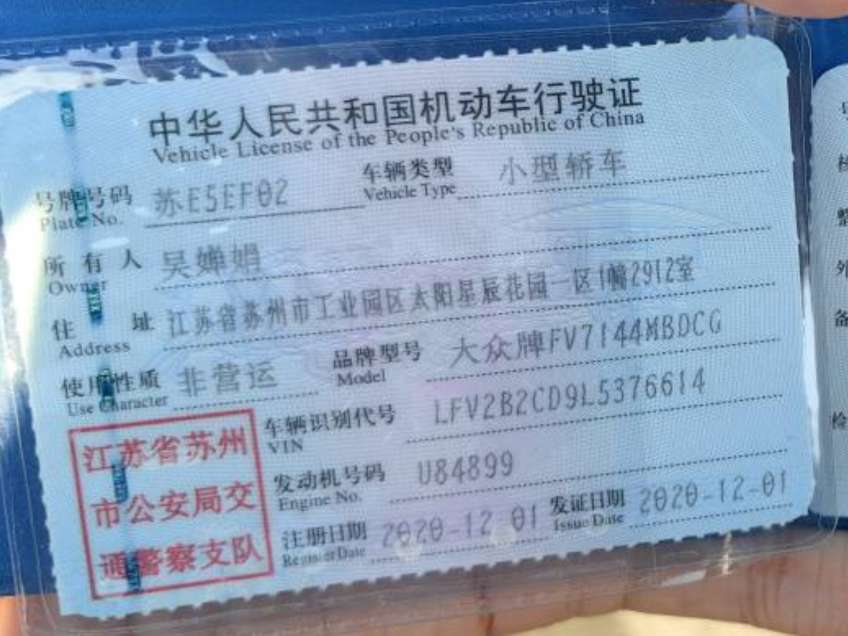 中华人民共和国机动车行驶证
Vehicle License of the People's Republic of China
号牌号码 苏E5EF02 车辆类型 小型轿车
Plate No. Vehicle Type
所有人 吴婵娟
Owner
住址 江苏省苏州市工业园区太阳星辰花园一区1幢2912室
Address
使用性质 非营运 品牌型号 大众牌FV7144MBDCG
Use Character Model
车辆识别代号 LFV2B2CD9L5376614
VIN
发动机号码 U84899
Engine No.
注册日期 2020-12-01 发证日期 2020-12-01
Register Date Issue Date
江苏省苏州
市公安局交
通警察支队